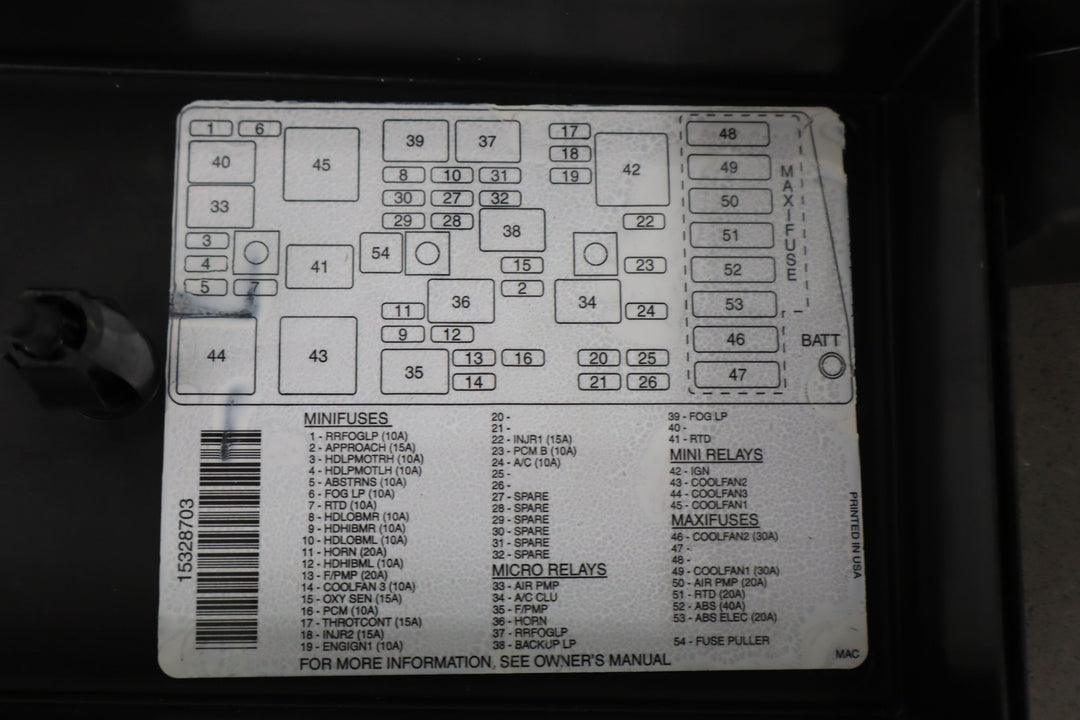 1 6 40 45 39 37 17 18 19 42 48 49 50 51 52 53 46 47 MAXIFUSE
8 10 31
30 27 32
33 29 28 38 22
3 4 5 7 41 54 15 2 23
11 36 34 24 BATT
9 12
44 43 35 13 16 20 25
14 21 26
MINIFUSES
1 - RRFOGLP (10A)
2 - APPROACH (15A)
3 - HDLPMOTRH (10A)
4 - HDLPMOTLH (10A)
5 - ABSTRNS (10A)
6 - FOG LP (10A)
7 - RTD (10A)
8 - HDLOBMR (10A)
9 - HDHIBMR (10A)
10 - HDLOBML (10A)
11 - HORN (20A)
12 - HDHIBML (10A)
13 - F/PMP (20A)
14 - COOLFAN 3 (10A)
15 - OXY SEN (15A)
16 - PCM (10A)
17 - THROTCONT (15A)
18 - INJR2 (15A)
19 - ENGIGN1 (10A)
20 -
21 -
22 - INJR1 (15A)
23 - PCM B (10A)
24 - A/C (10A)
25 -
26 -
27 - SPARE
28 - SPARE
29 - SPARE
30 - SPARE
31 - SPARE
32 - SPARE
MICRO RELAYS
33 - AIR PMP
34 - A/C CLU
35 - F/PMP
36 - HORN
37 - RRFOGLP
38 - BACKUP LP
39 - FOG LP
40 -
41 - RTD
MINI RELAYS
42 - IGN
43 - COOLFAN2
44 - COOLFAN3
45 - COOLFAN1
MAXIFUSES
46 - COOLFAN2 (30A)
47 -
48 -
49 - COOLFAN1 (30A)
50 - AIR PMP (20A)
51 - RTD (20A)
52 - ABS (40A)
53 - ABS ELEC (20A)
54 - FUSE PULLER
FOR MORE INFORMATION, SEE OWNER'S MANUAL
MAC
15328703
PRINTED IN USA